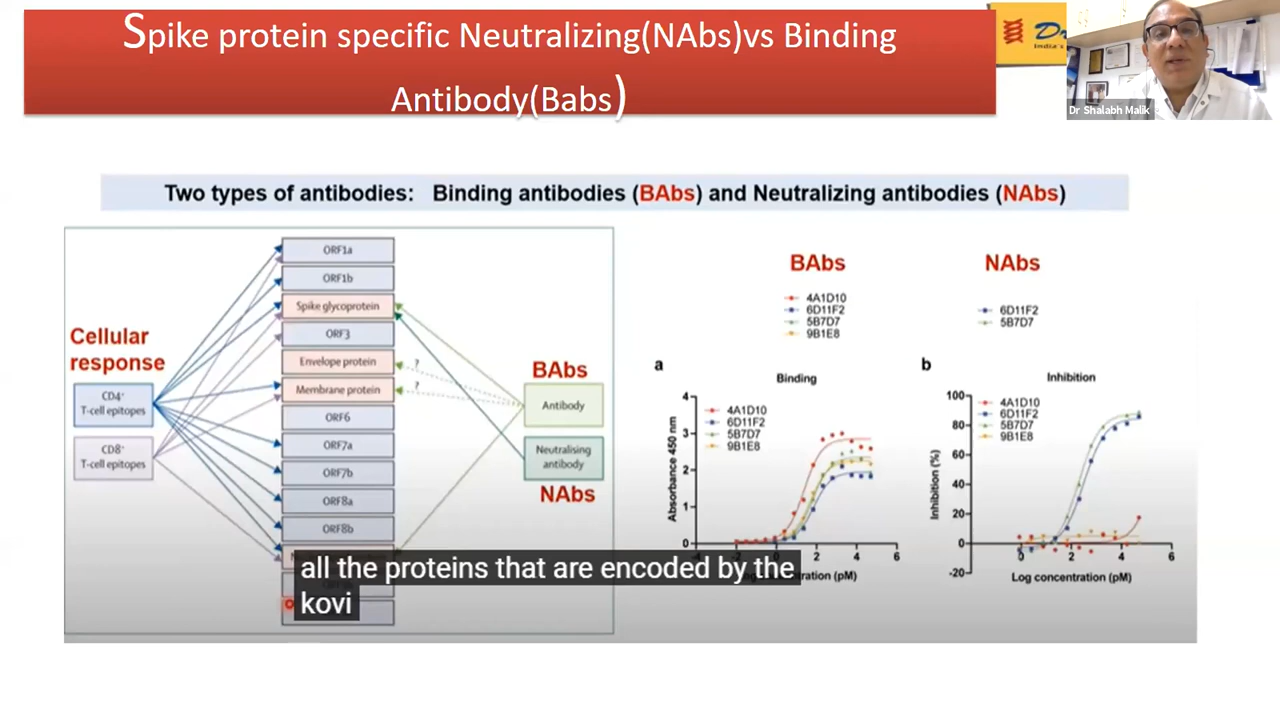 Spike protein specific Neutralizing(NAbs)vs Binding
Antibody(Babs)
Dr Shalabh Malik
Two types of antibodies: Binding antibodies (BAbs) and Neutralizing antibodies (NAbs)
Cellular
response
CD4+
T-cell epitopes
CD8+
T-cell epitopes
ORF1a
ORF1b
Spike glycoprotein
ORF3
Envelope protein
Membrane protein
ORF6
ORF7a
ORF7b
ORF8a
ORF8b
?
?
BAbs
Antibody
Neutralising
antibody
NAbs
BAbs
4A1D10
6D11F2
5B7D7
9B1E8
NAbs
6D11F2
5B7D7
a
Binding
4A1D10
6D11F2
5B7D7
9B1E8
Absorbance 450 nm
4
3
2
1
0
0
2
4
6
(pM)
b
Inhibition
4A1D10
6D11F2
5B7D7
9B1E8
Inhibition (%)
100
80
60
40
20
0
-20
0
2
4
6
Log concentration (pM)
all the proteins that are encoded by the
kovi